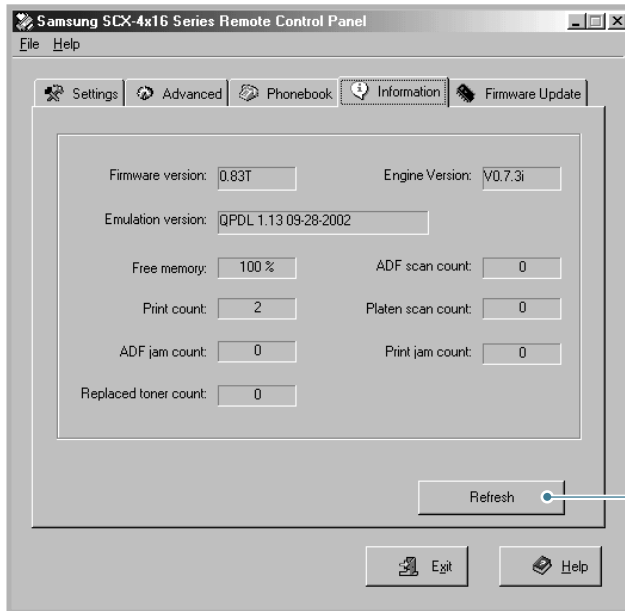 Samsung SCX-4x16 Series Remote Control Panel
File Help
Settings Advanced Phonebook Information Firmware Update
Firmware version: 0.83T Engine Version: V0.7.3i
Emulation version: QPDL 1.13 09-28-2002
Free memory: 100 % ADF scan count: 0
Print count: 2 Platen scan count: 0
ADF jam count: 0 Print jam count: 0
Replaced toner count: 0
Refresh
Exit Help